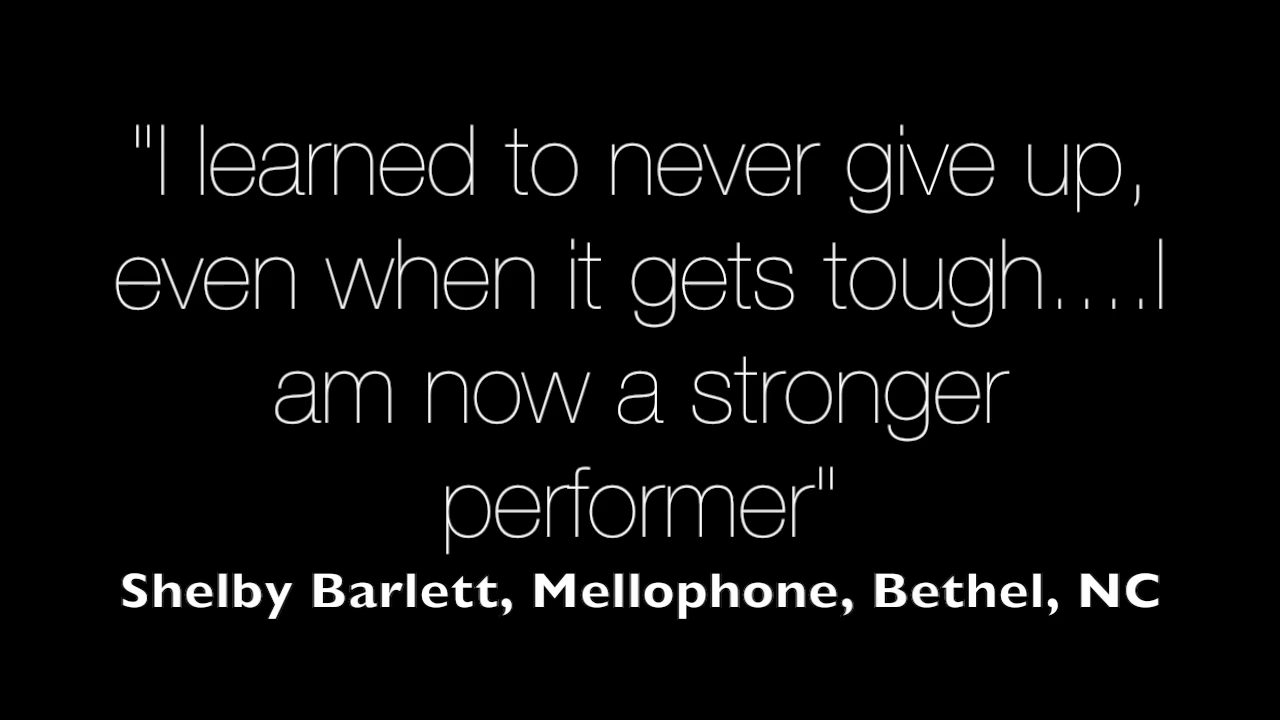 "I learned to never give up,
even when it gets tough....I
am now a stronger
performer"
Shelby Barlett, Mellophone, Bethel, NC